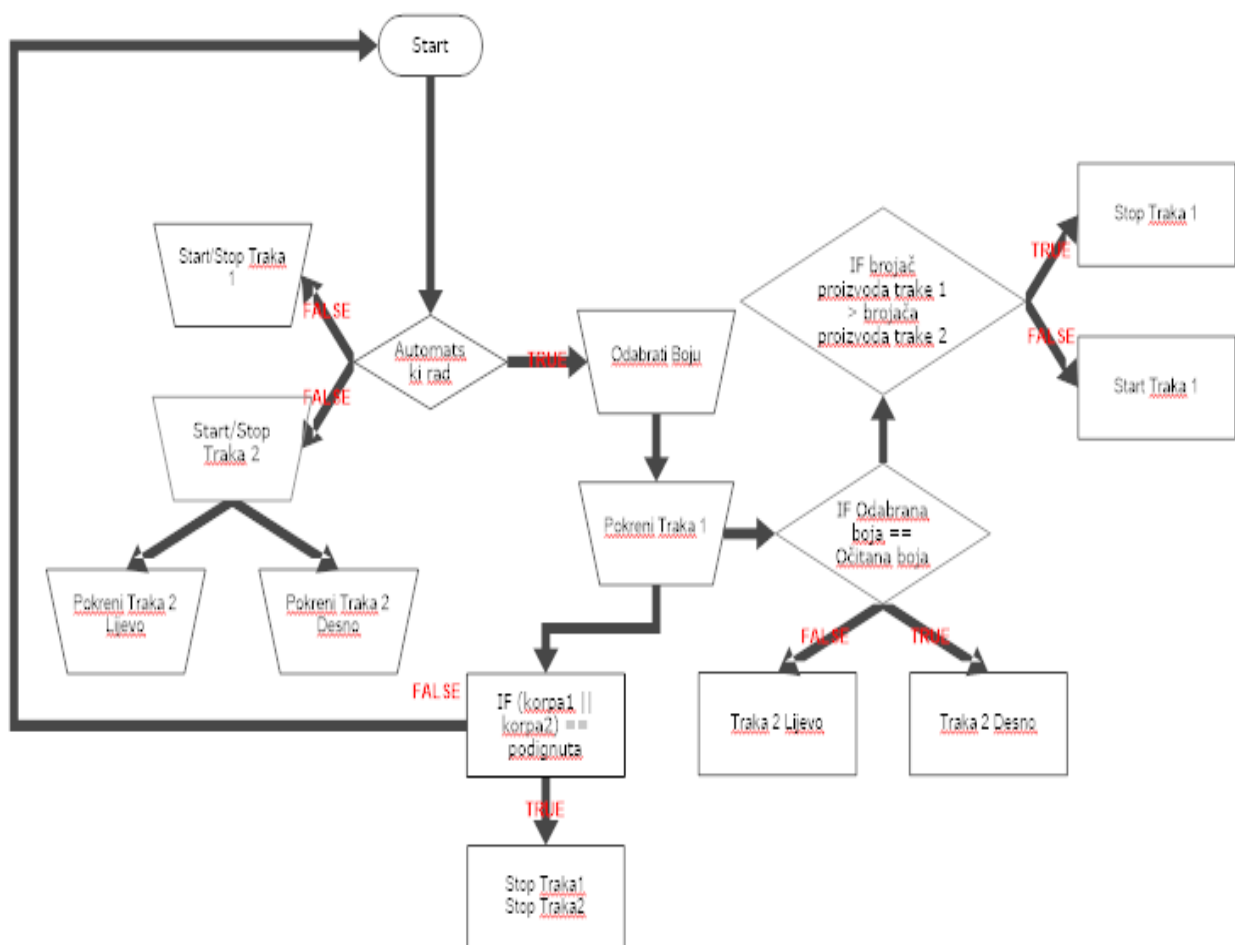 Start
Start/Stop Traka
1
FALSE
Automats
ki rad
TRUE
Odabrati Boju
IF brojač
proizvoda trake 1
> brojača
proizvoda trake 2
TRUE
Stop Traka 1
FALSE
Start Traka 1
FALSE
Start/Stop
Traka 2
Pokreni Traka 2
Lijevo
Pokreni Traka 2
Desno
Pokreni Traka 1
IF Odabrana
boja ==
Očitana boja
FALSE
TRUE
Traka 2 Lijevo
Traka 2 Desno
FALSE
IF (korpa1 ||
korpa2) ==
podignuta
TRUE
Stop Traka1
Stop Traka2